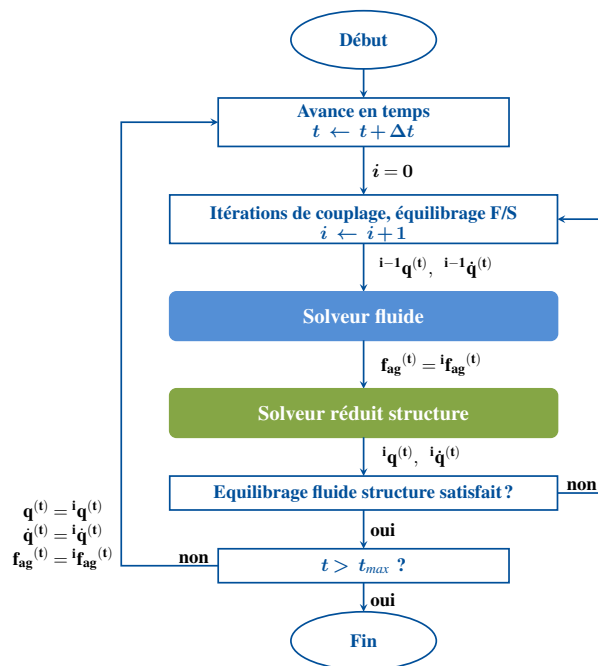 Début
Avance en temps
t ← t + Δt
i = 0
Itérations de couplage, équilibrage F/S
i ← i + 1
i−1q(t), i−1q̇(t)
Solveur fluide
fag(t) = ifag(t)
Solveur réduit structure
iq(t), iq̇(t)
Equilibrage fluide structure satisfait ?
non
oui
q(t) = iq(t)
q̇(t) = iq̇(t)
fag(t) = ifag(t)
non
t > tmax ?
oui
Fin